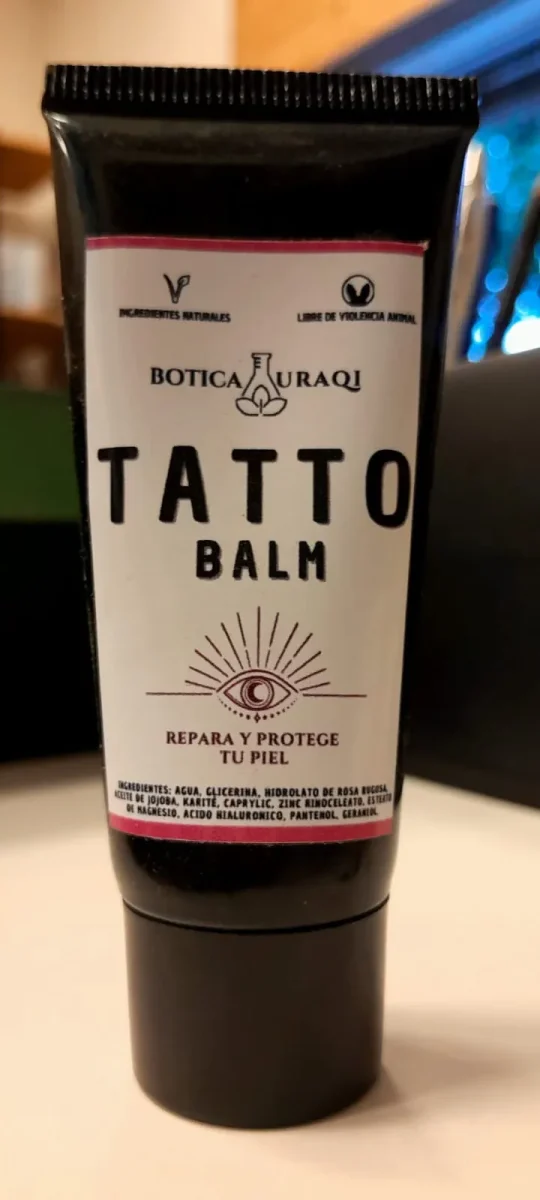 INGREDIENTES NATURALES
LIBRE DE VIOLENCIA ANIMAL
BOTICA URAQI
TATTO
BALM
REPARA Y PROTEGE
TU PIEL
INGREDIENTES: AGUA, GLICERINA, HIDROLATO DE ROSA RUGOSA,
ACEITE DE JOJOBA, KARITÉ, CAPRYLIC, ZINC RINOCELEATO, ESTEATO
DE MAGNESIO, ACIDO HIALURONICO, PANTENOL, GERANIOL.